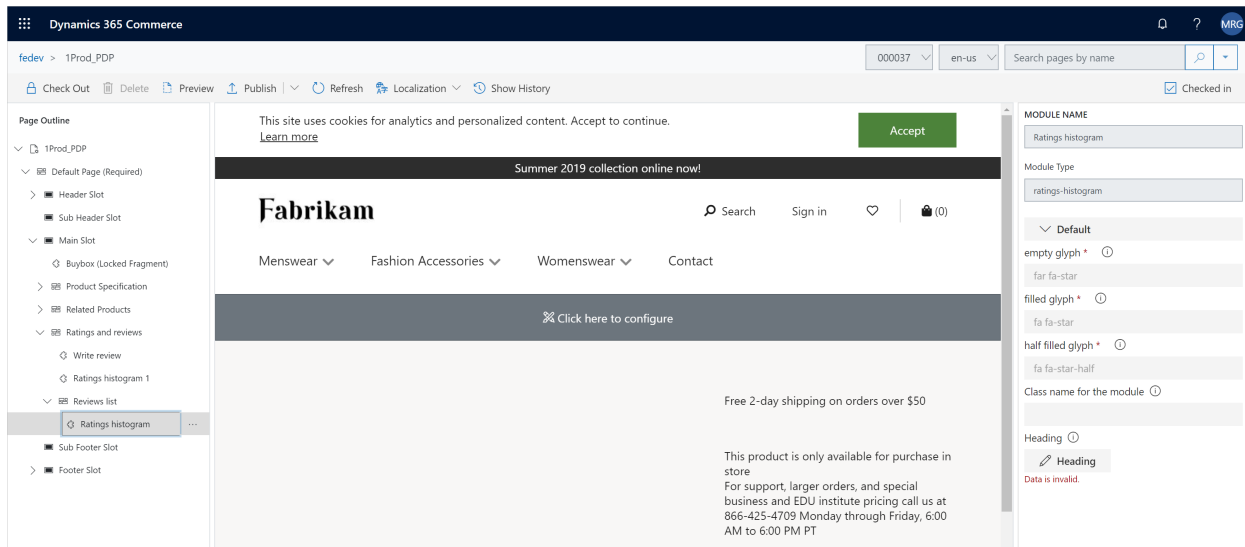 Dynamics 365 Commerce
MRG
fedev > 1Prod_PDP
000037
en-us
Search pages by name
Check Out
Delete
Preview
Publish
Refresh
Localization
Show History
Checked in
Page Outline
1Prod_PDP
Default Page (Required)
Header Slot
Sub Header Slot
Main Slot
Buybox (Locked Fragment)
Product Specification
Related Products
Ratings and reviews
Write review
Ratings histogram 1
Reviews list
Ratings histogram
...
Sub Footer Slot
Footer Slot
This site uses cookies for analytics and personalized content. Accept to continue.
Learn more
Accept
Summer 2019 collection online now!
Fabrikam
Search
Sign in
(0)
Menswear
Fashion Accessories
Womenswear
Contact
Click here to configure
Free 2-day shipping on orders over $50
This product is only available for purchase in
store
For support, larger orders, and special
business and EDU institute pricing call us at
866-425-4709 Monday through Friday, 6:00
AM to 6:00 PM PT
MODULE NAME
Ratings histogram
Module Type
ratings-histogram
Default
empty glyph *
far fa-star
filled glyph *
fa fa-star
half filled glyph *
fa fa-star-half
Class name for the module
Heading
Heading
Data is invalid.